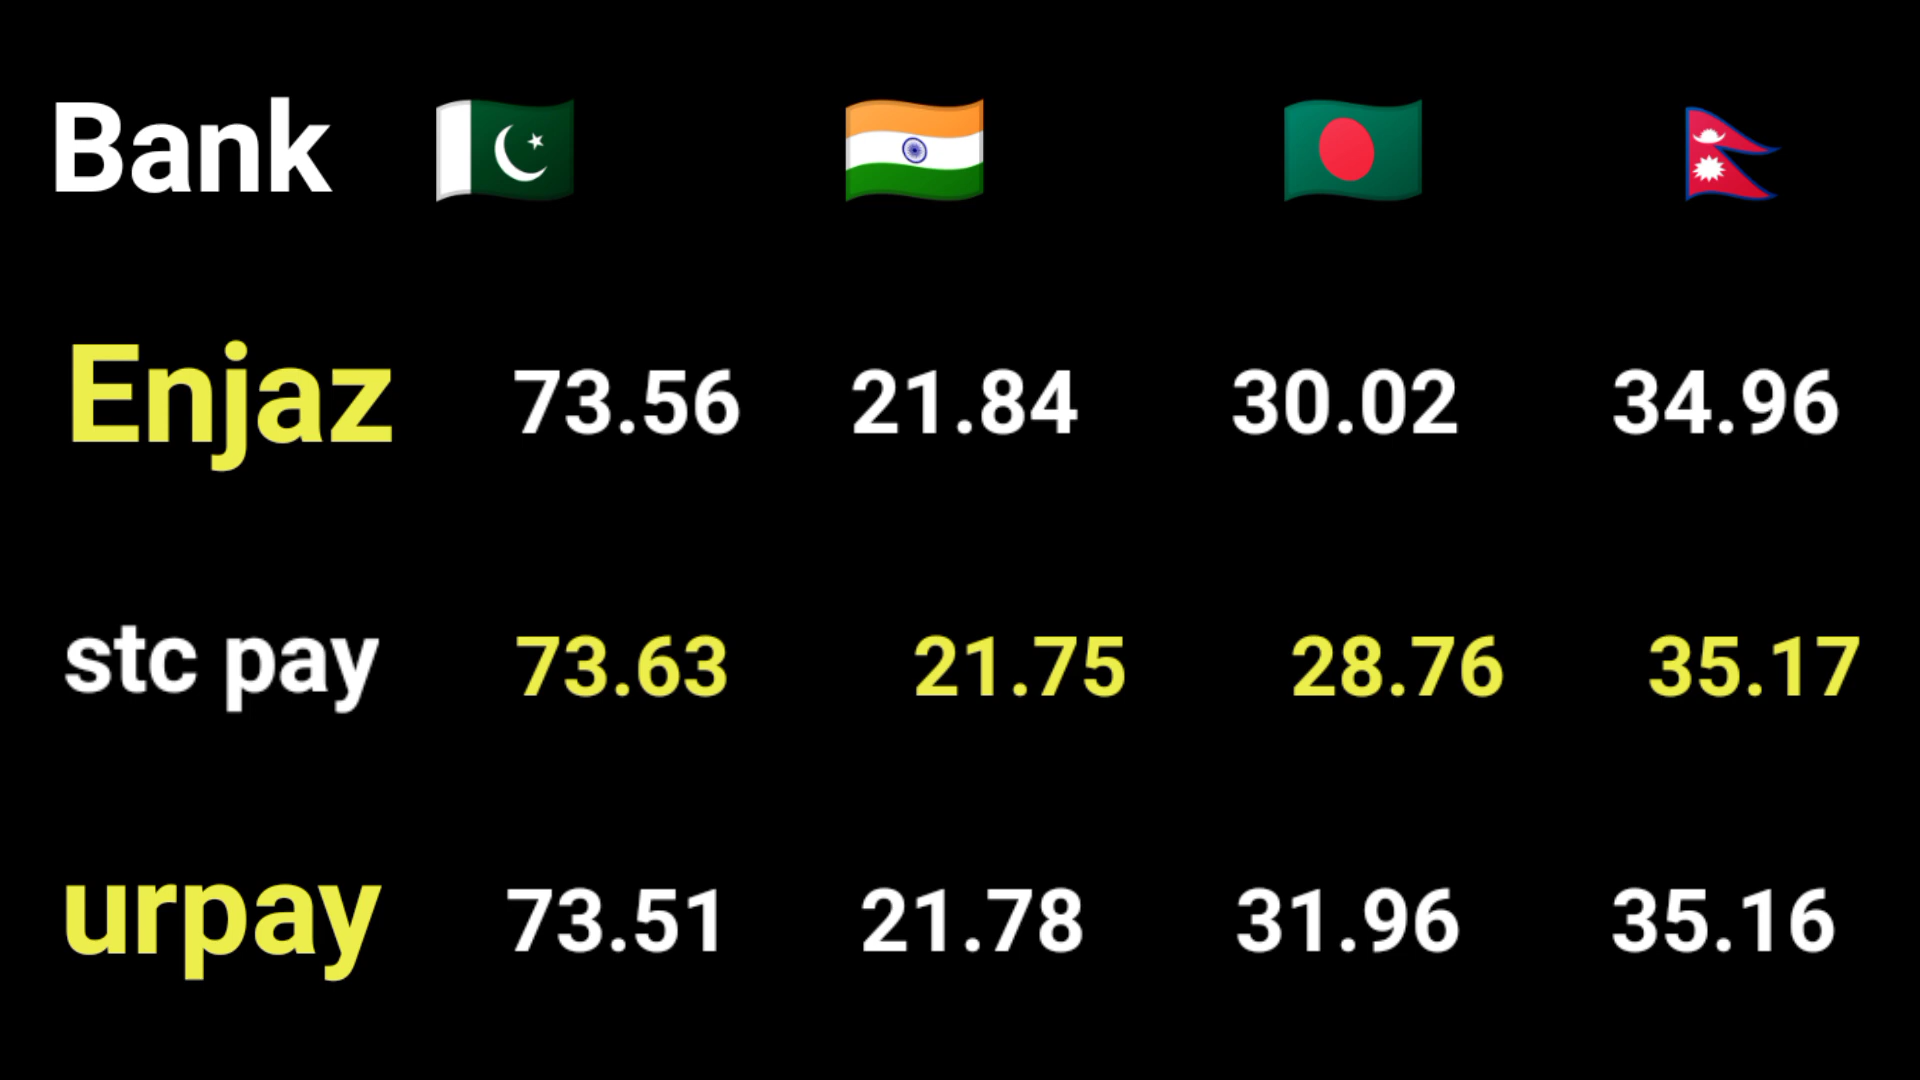 Bank
Enjaz 73.56 21.84 30.02 34.96
stc pay 73.63 21.75 28.76 35.17
urpay 73.51 21.78 31.96 35.16